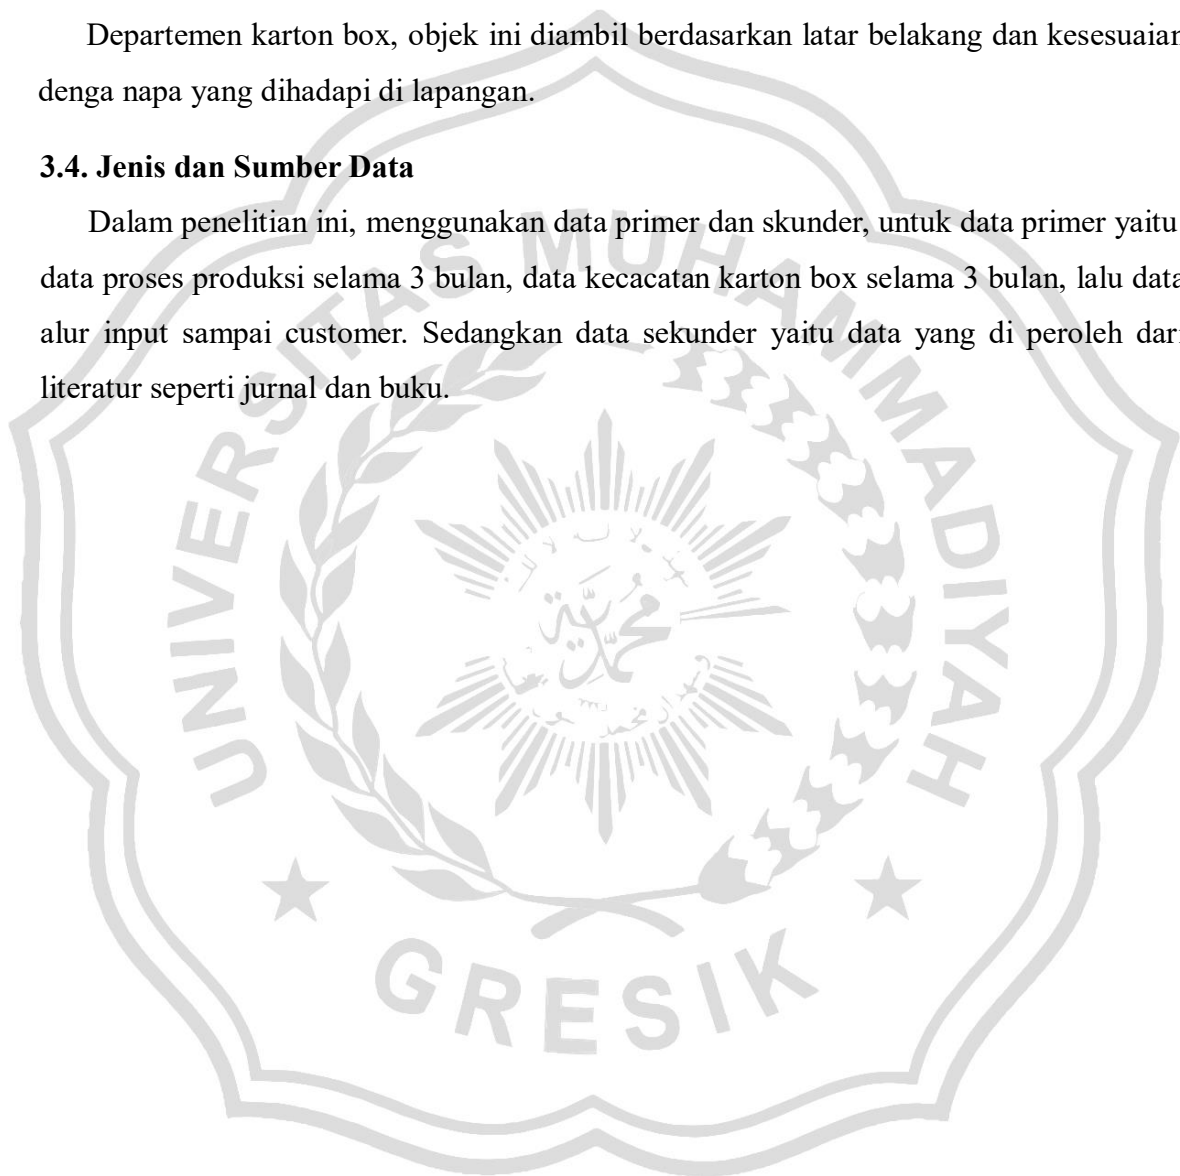 Departemen karton box, objek ini diambil berdasarkan latar belakang dan kesesuaian
denga napa yang dihadapi di lapangan.
3.4. Jenis dan Sumber Data
Dalam penelitian ini, menggunakan data primer dan skunder, untuk data primer yaitu
data proses produksi selama 3 bulan, data kecacatan karton box selama 3 bulan, lalu data
alur input sampai customer. Sedangkan data sekunder yaitu data yang di peroleh dari
literatur seperti jurnal dan buku.
UNIVERSITAS MUHAMMADIYAH
GRESIK